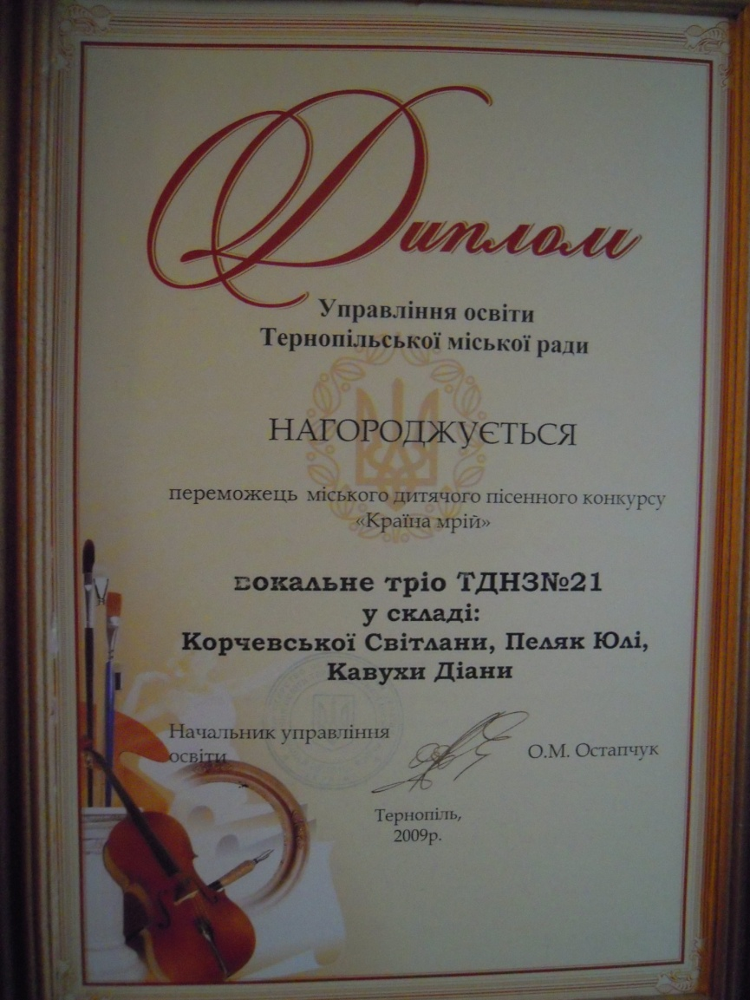 Диплом
Управління освіти
Тернопільської міської ради
НАГОРОДЖУЄТЬСЯ
переможець міського дитячого пісенного конкурсу
«Країна мрій»
вокальне тріо ТДНЗ№21
у складі:
Корчевської Світлани, Пеляк Юлі,
Кавухи Діани
Начальник управління
освіти О.М. Остапчук
Тернопіль,
2009р.